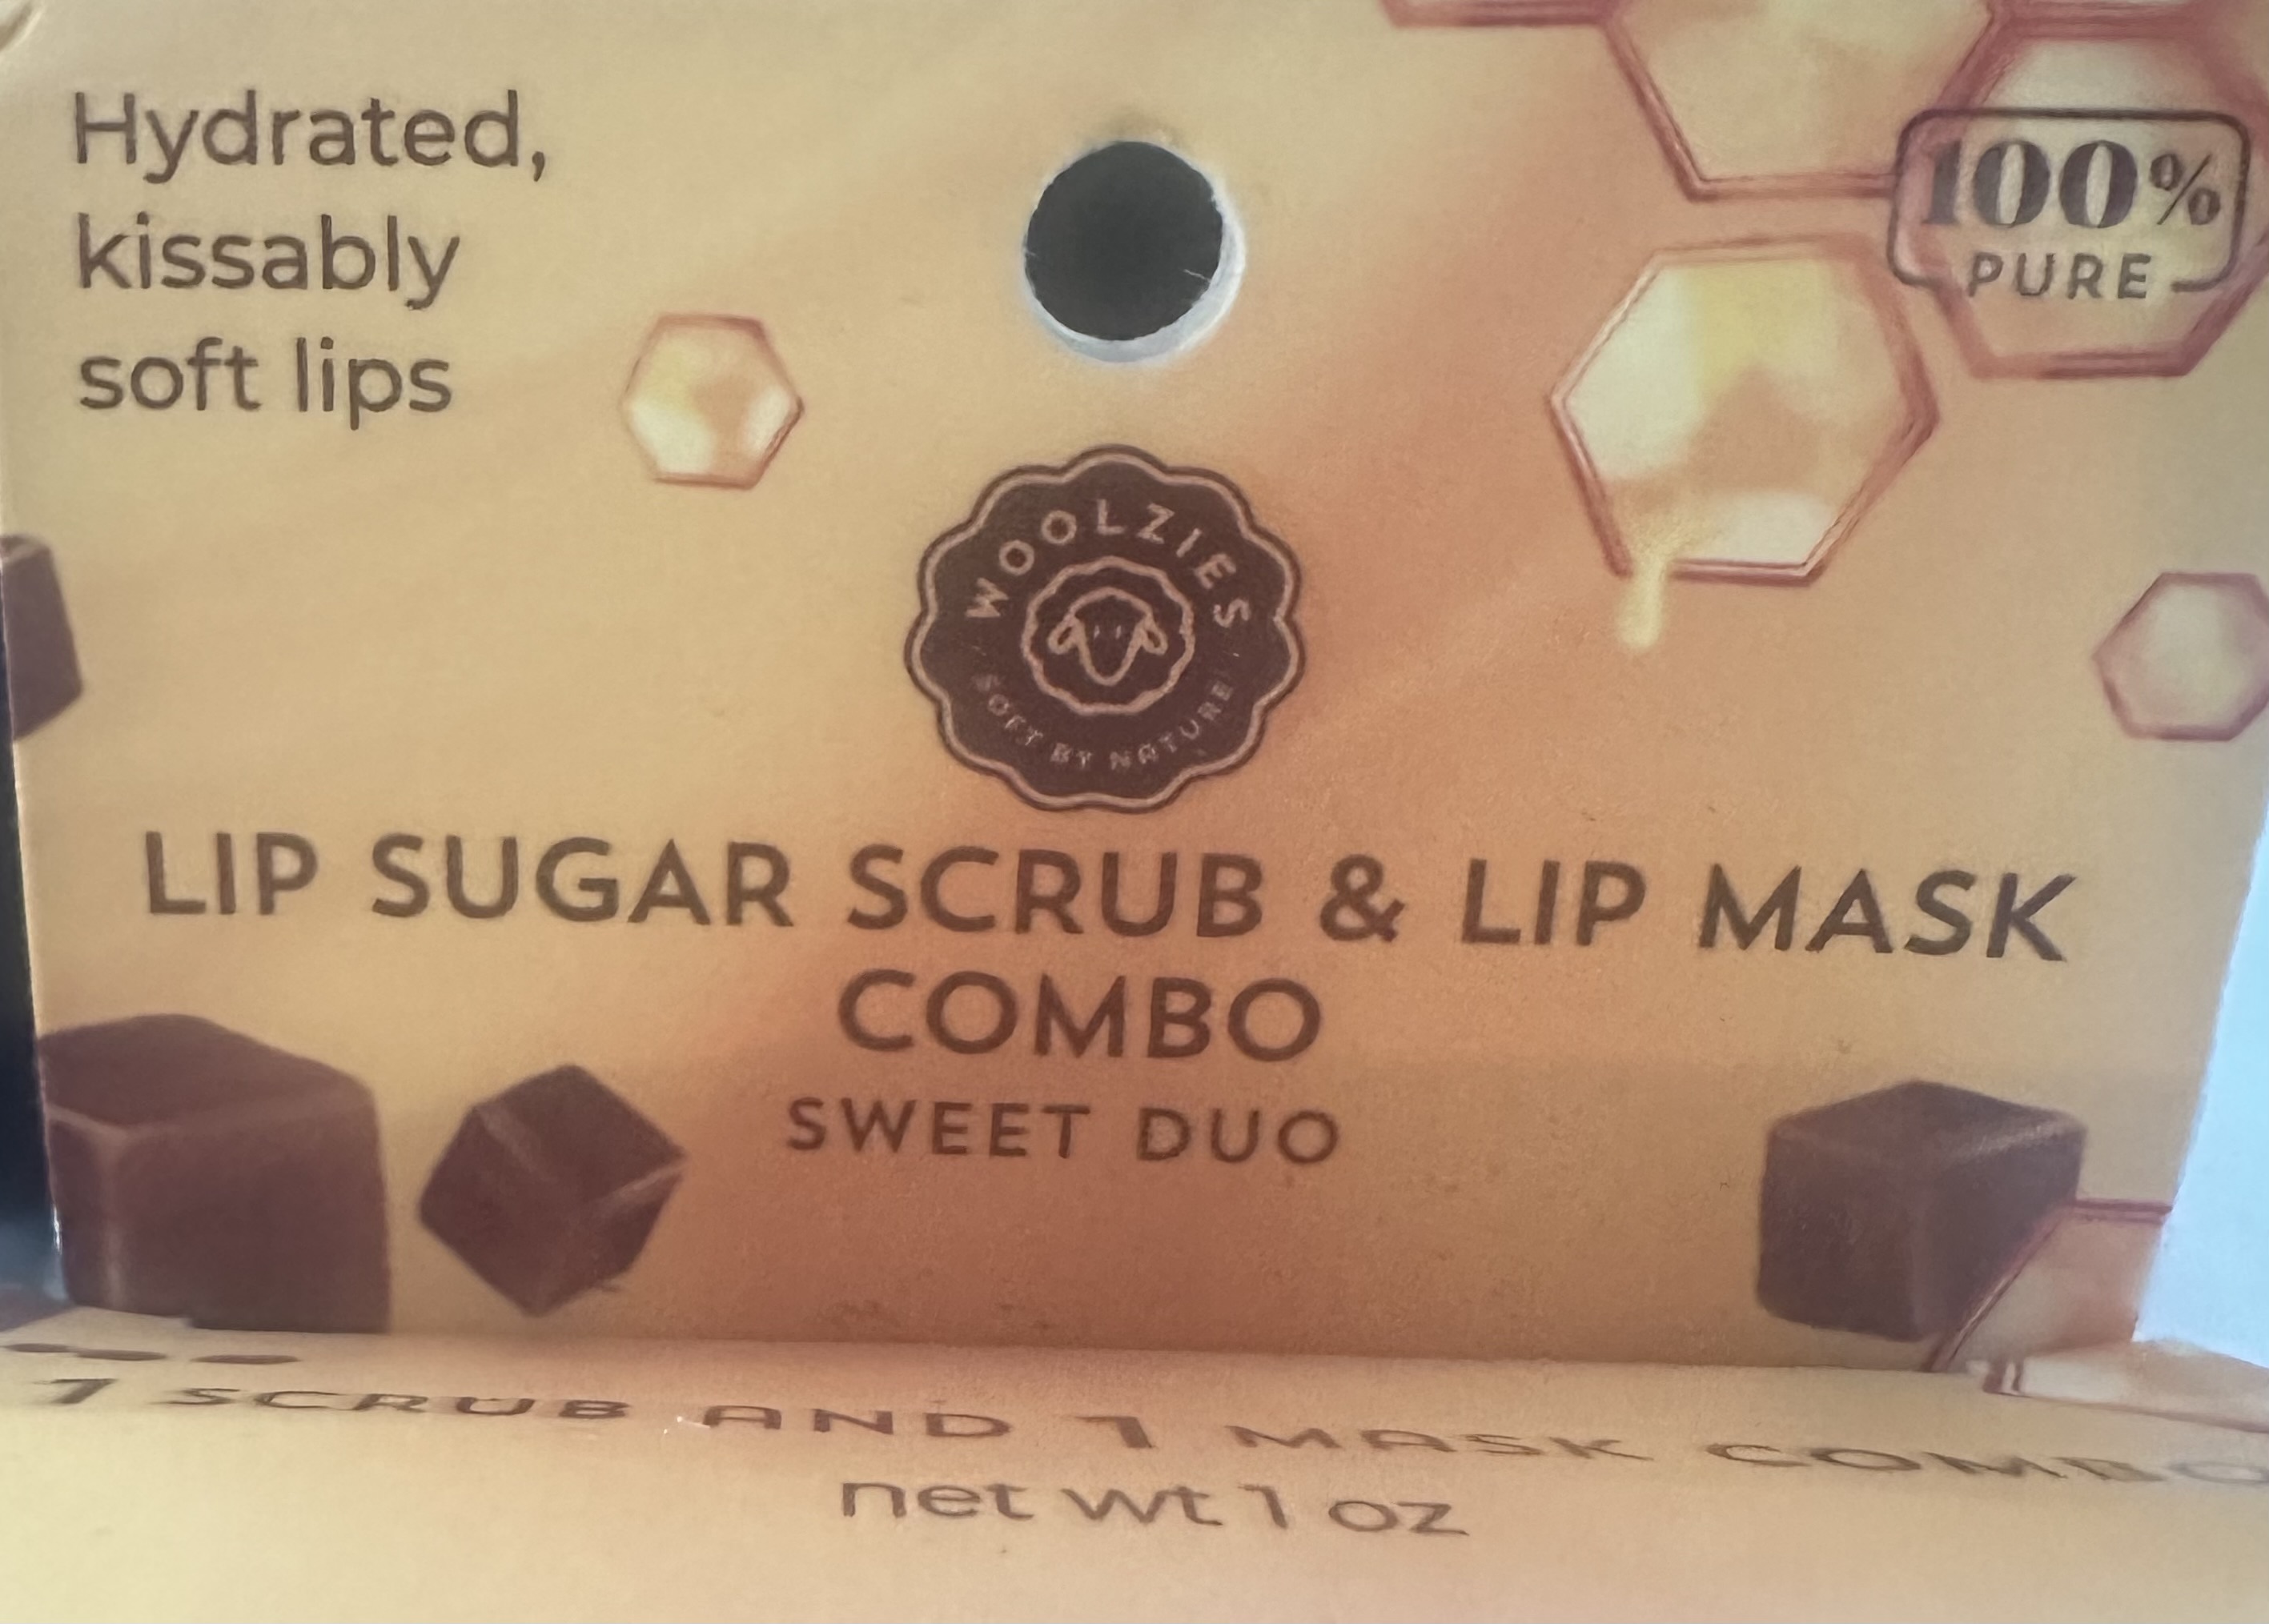 Hydrated,
kissably
soft lips
100%
PURE
WOOLZIES
SOFT BY NATURE
LIP SUGAR SCRUB & LIP MASK
COMBO
SWEET DUO
1 SCRUB AND 1 MASK COMBO
net wt 1 oz